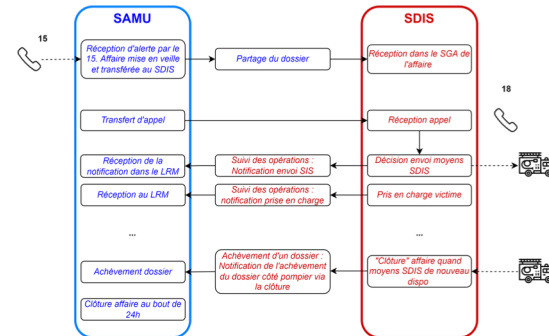 SAMU
SDIS
15
Réception d'alerte par le
15. Affaire mise en veille
et transférée au SDIS
Partage du dossier
Réception dans le SGA de
l'affaire
18
Transfert d'appel
Réception appel
Réception de la
notification dans le LRM
Suivi des opérations :
Notification envoi SIS
Décision envoi moyens
SDIS
Réception au LRM
Suivi des opérations :
notification prise en charge
Pris en charge victime
...
...
Achèvement dossier
Achèvement d'un dossier :
Notification de l'achèvement
du dossier côté pompier via
la clôture
"Clôture" affaire quand
moyens SDIS de nouveau
dispo
Clôture affaire au bout de
24h